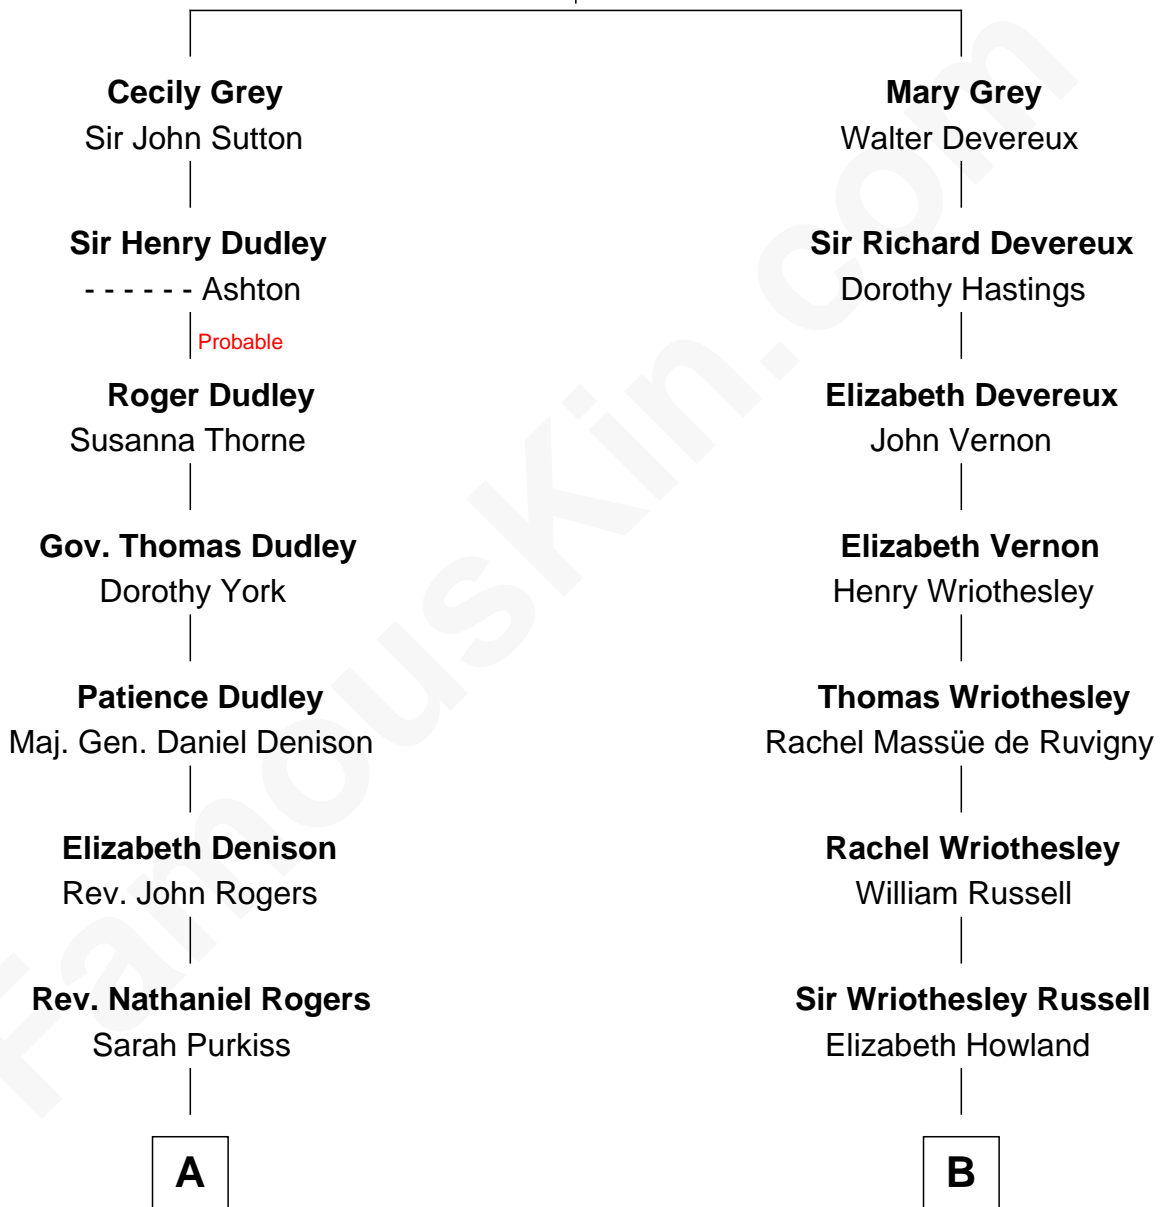 Cecily Grey
Sir John Sutton
Mary Grey
Walter Devereux
Sir Henry Dudley
- - - - - - Ashton
Sir Richard Devereux
Dorothy Hastings
Probable
Roger Dudley
Susanna Thorne
Elizabeth Devereux
John Vernon
Gov. Thomas Dudley
Dorothy York
Elizabeth Vernon
Henry Wriothesley
Patience Dudley
Maj. Gen. Daniel Denison
Thomas Wriothesley
Rachel Massüe de Ruvigny
Elizabeth Denison
Rev. John Rogers
Rachel Wriothesley
William Russell
Rev. Nathaniel Rogers
Sarah Purkiss
Sir Wriothesley Russell
Elizabeth Howland
A
B
FamousKin.com